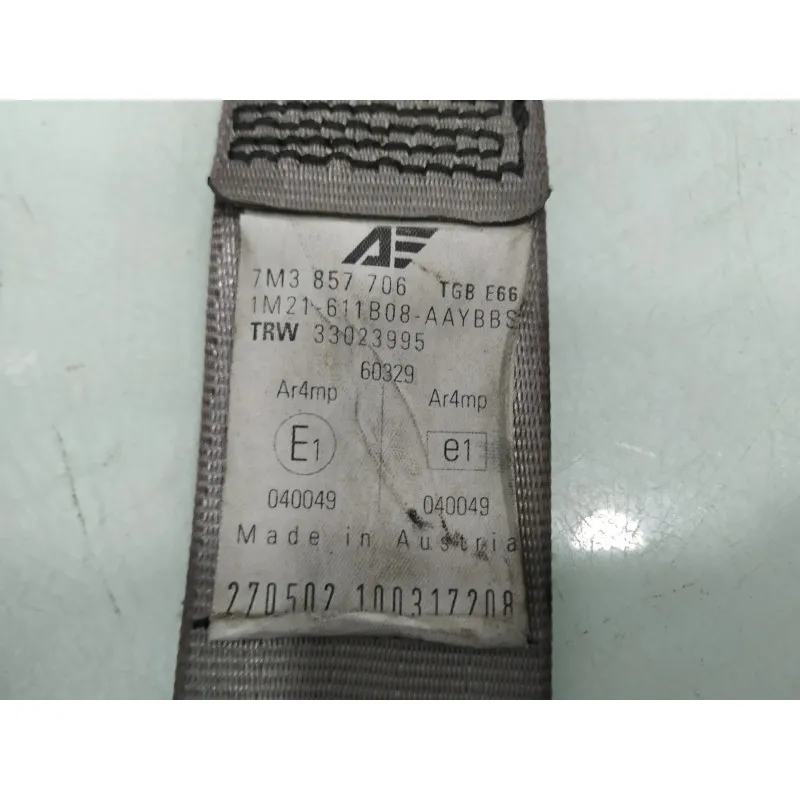 AE
7M3 857 706 TGB E66
1M21-611B08-AAYBBS
TRW 33023995
60329
Ar4mp Ar4mp
E1 e1
040049 040049
Made in Austria
270502 100317208